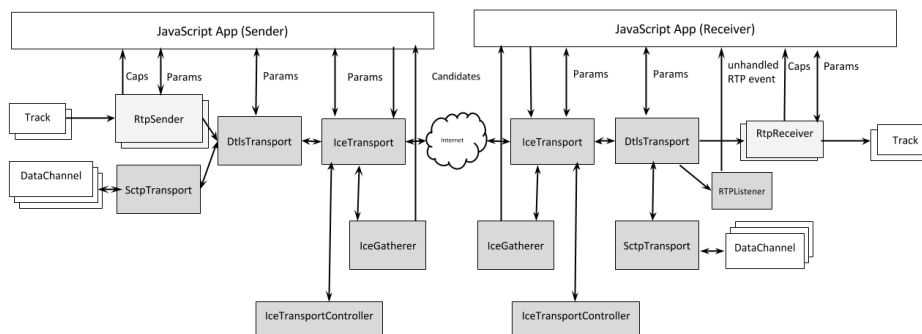 JavaScript App (Sender)
JavaScript App (Receiver)
Caps
Params
Params
Params
Candidates
Params
Params
unhandled
RTP event
Caps
Params
Track
RtpSender
DtlsTransport
IceTransport
Internet
IceTransport
DtlsTransport
RtpReceiver
Track
DataChannel
SctpTransport
RTPListener
IceGatherer
IceGatherer
SctpTransport
DataChannel
IceTransportController
IceTransportController